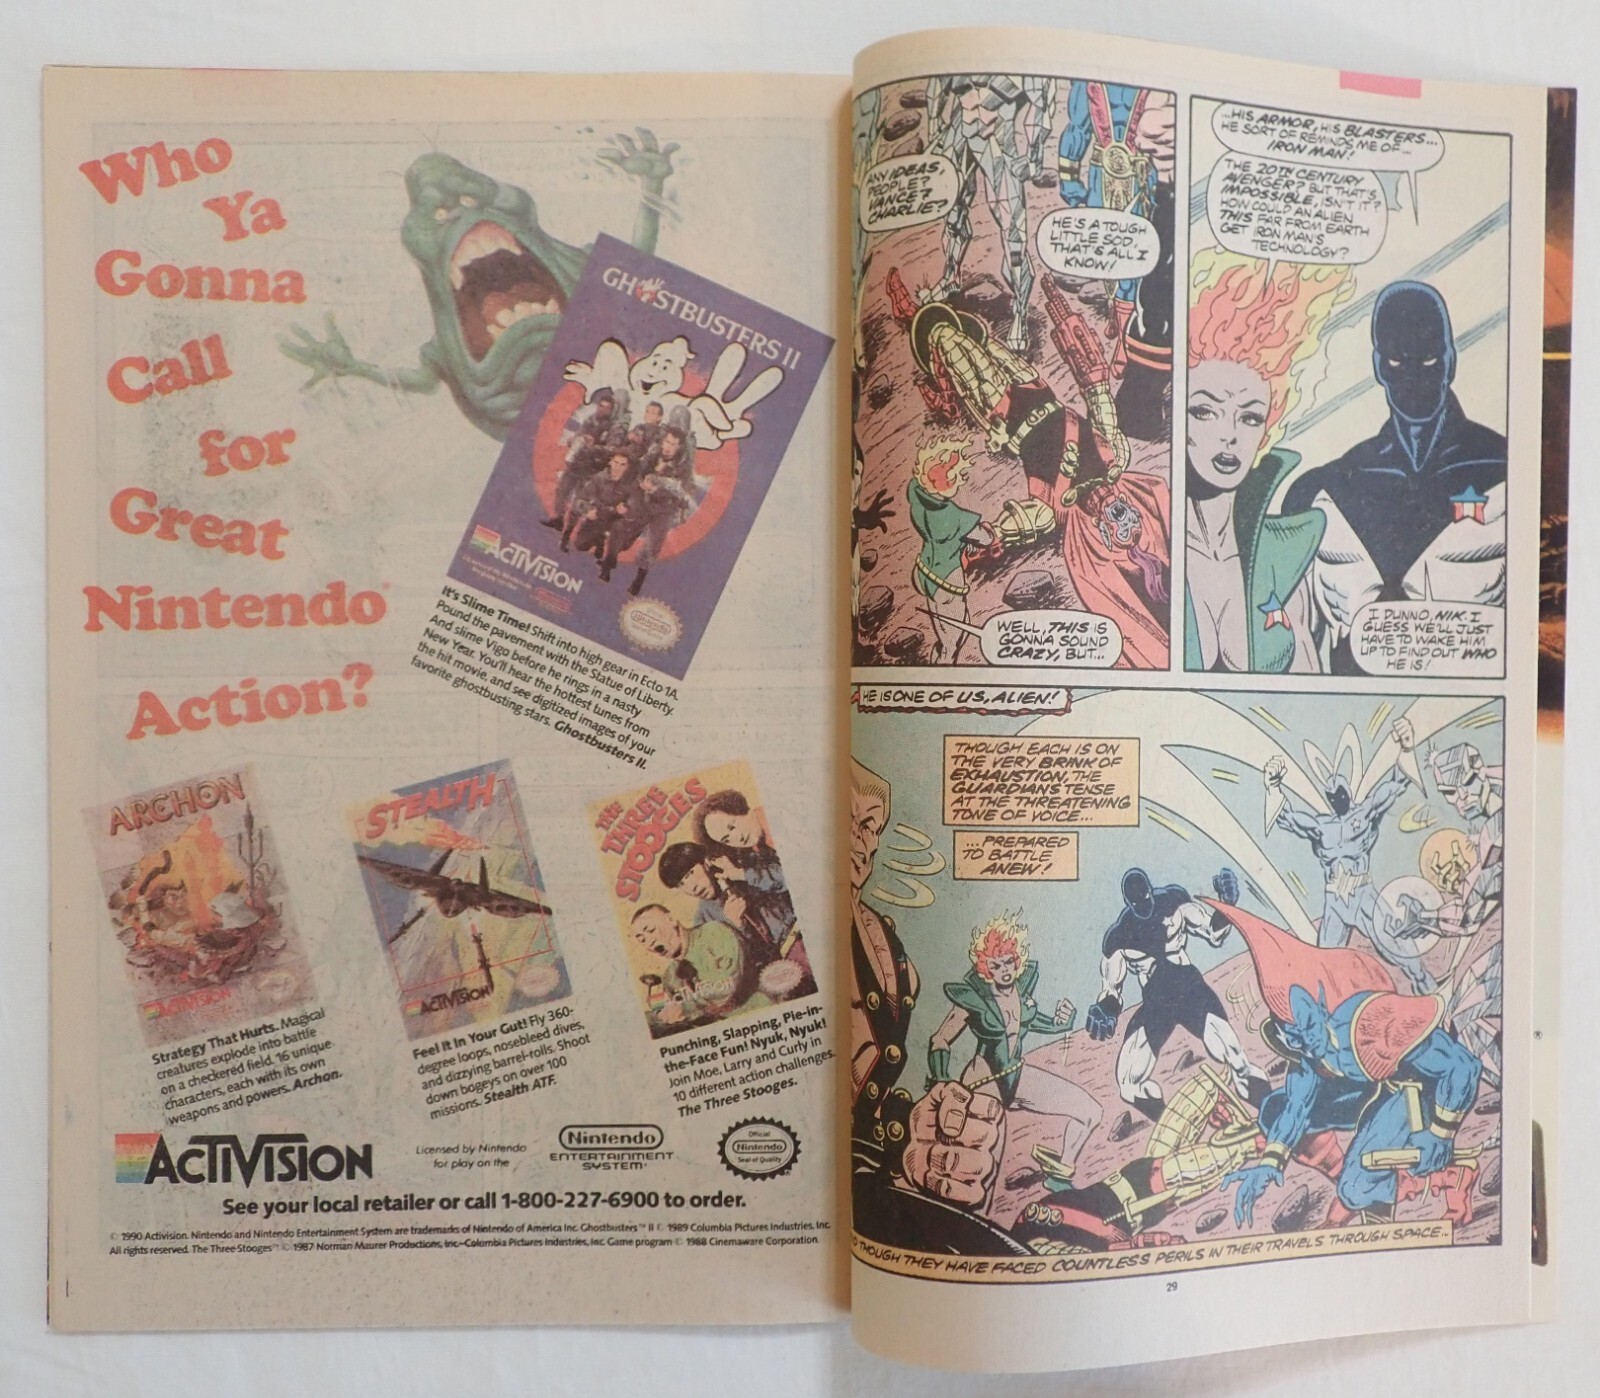 Who
Ya
Gonna
Call
for
Great
Nintendo®
Action?
GHOSTBUSTERS II
ACTIVISION
It's Slime Time! Shift into high gear in Ecto 1A.
Pound the pavement with the Statue of Liberty.
And slime Vigo before he rings in a nasty
New Year. You'll hear the hottest tunes from
the hit movie, and see digitized images of your
favorite ghostbusting stars. Ghostbusters II.
ARCHON
ACTIVISION
Strategy That Hurts. Magical
creatures explode into battle
on a checkered field. 16 unique
characters, each with its own
weapons and powers. Archon.
STEALTH
ACTIVISION
Feel It In Your Gut! Fly 360-
degree loops, nosebleed dives,
and dizzying barrel-rolls. Shoot
down bogeys on over 100
missions. Stealth ATF.
THE
THREE
STOOGES
ACTIVISION
Punching, Slapping, Pie-in-
the-Face Fun! Nyuk, Nyuk!
Join Moe, Larry and Curly in
10 different action challenges.
The Three Stooges.
ACTIVISION
Licensed by Nintendo
for play on the
Nintendo
ENTERTAINMENT
SYSTEM®
Official
Nintendo
Seal of Quality
See your local retailer or call 1-800-227-6900 to order.
© 1990 Activision. Nintendo and Nintendo Entertainment System are trademarks of Nintendo of America Inc. Ghostbusters™ II © 1989 Columbia Pictures Industries, Inc.
All rights reserved. The Three Stooges™ © 1987 Norman Maurer Productions, Inc–Columbia Pictures Industries, Inc. Game program © 1988 Cinemaware Corporation.
ANY IDEAS,
PEOPLE?
VANCE?
CHARLIE?
HE'S A TOUGH
LITTLE SOD,
THAT'S ALL I
KNOW!
WELL, THIS IS
GONNA SOUND
CRAZY, BUT...
...HIS ARMOR, HIS BLASTERS...
HE SORT OF REMINDS ME OF...
IRON MAN!
THE 20TH CENTURY
AVENGER? BUT THAT'S
IMPOSSIBLE, ISN'T IT?
HOW COULD AN ALIEN
THIS FAR FROM EARTH
GET IRON MAN'S
TECHNOLOGY?
I DUNNO, NIK. I
GUESS WE'LL JUST
HAVE TO WAKE HIM
UP TO FIND OUT WHO
HE IS!
HE IS ONE OF US, ALIEN!
THOUGH EACH IS ON
THE VERY BRINK OF
EXHAUSTION, THE
GUARDIANS TENSE
AT THE THREATENING
TONE OF VOICE...
...PREPARED
TO BATTLE
ANEW!
THOUGH THEY HAVE FACED COUNTLESS PERILS IN THEIR TRAVELS THROUGH SPACE...
29
®